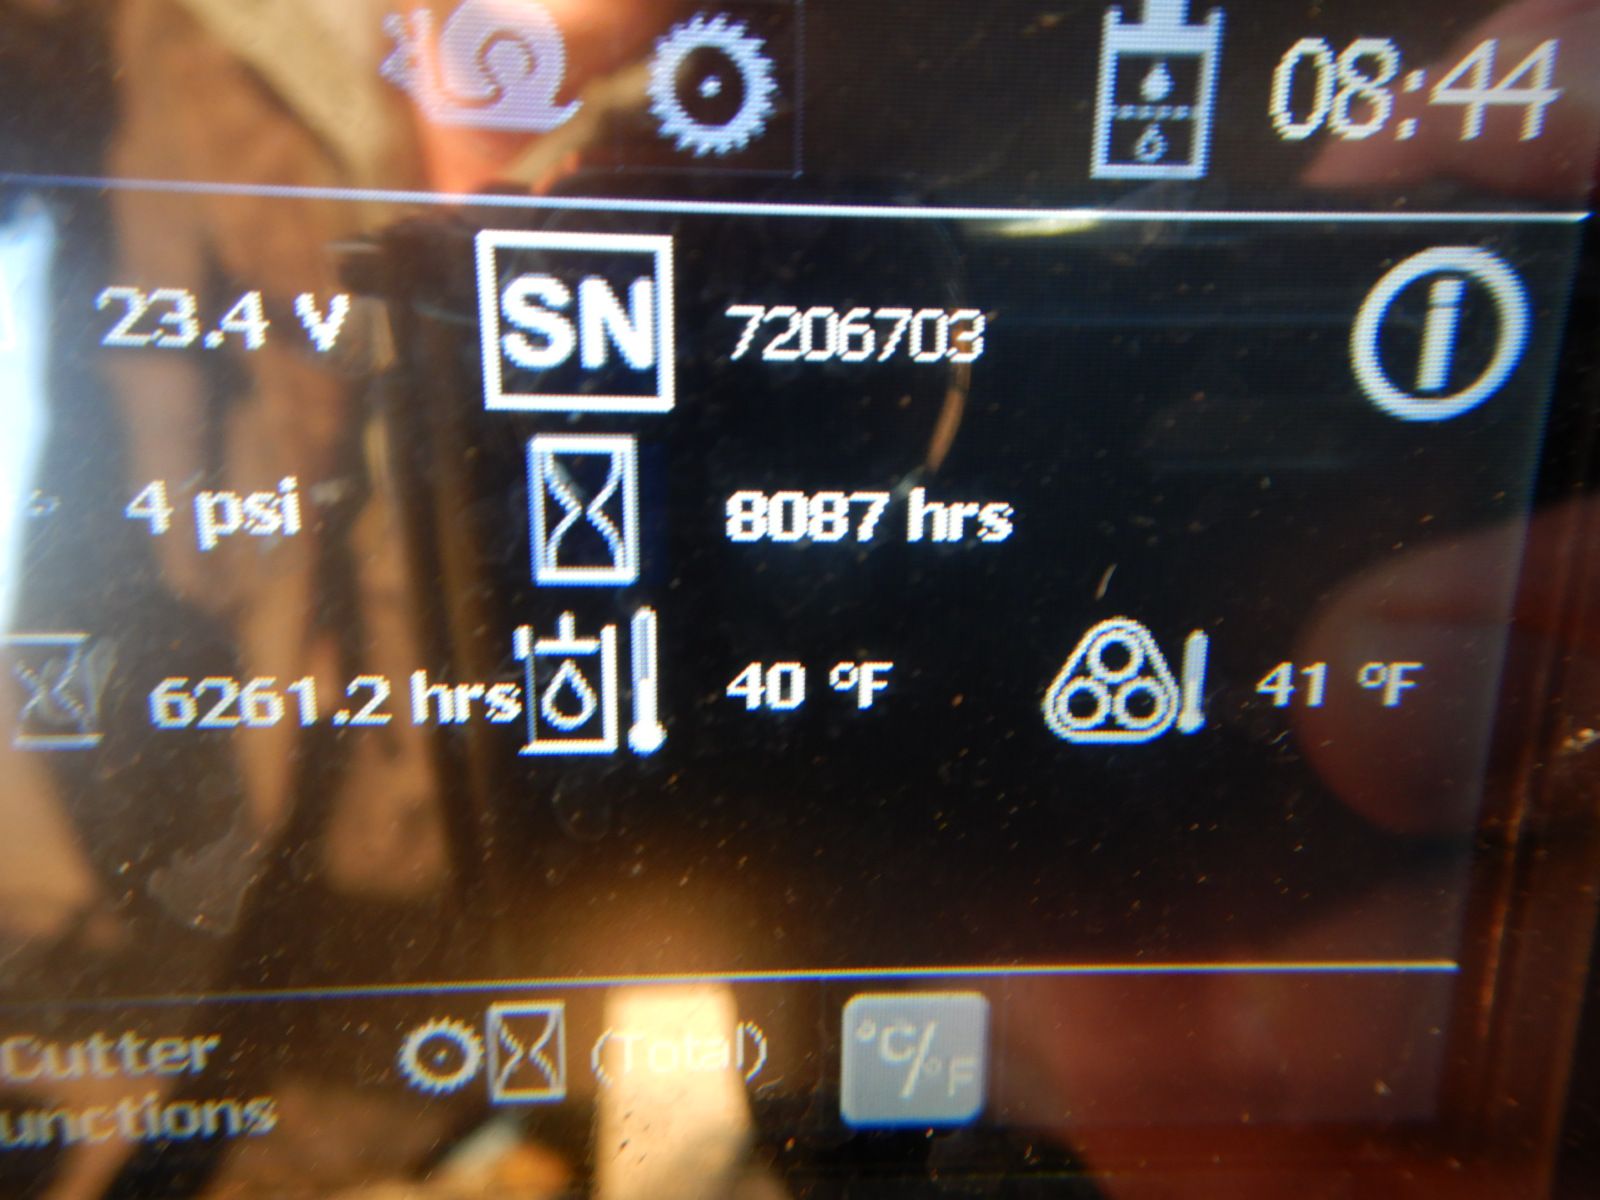 08:44
23.4 V SN 7206703 i
4 psi 8087 hrs
6261.2 hrs 40 °F 41 °F
Cutter (Total) °C/°F
unctions